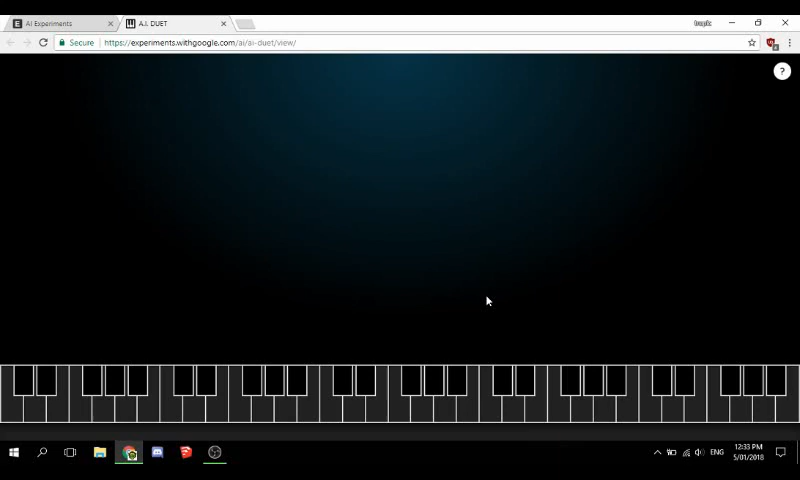 AI Experiments
A.I. DUET
tropic
Secure
https://experiments.withgoogle.com/ai/ai-duet/view/
?
ENG
12:33 PM
5/01/2018